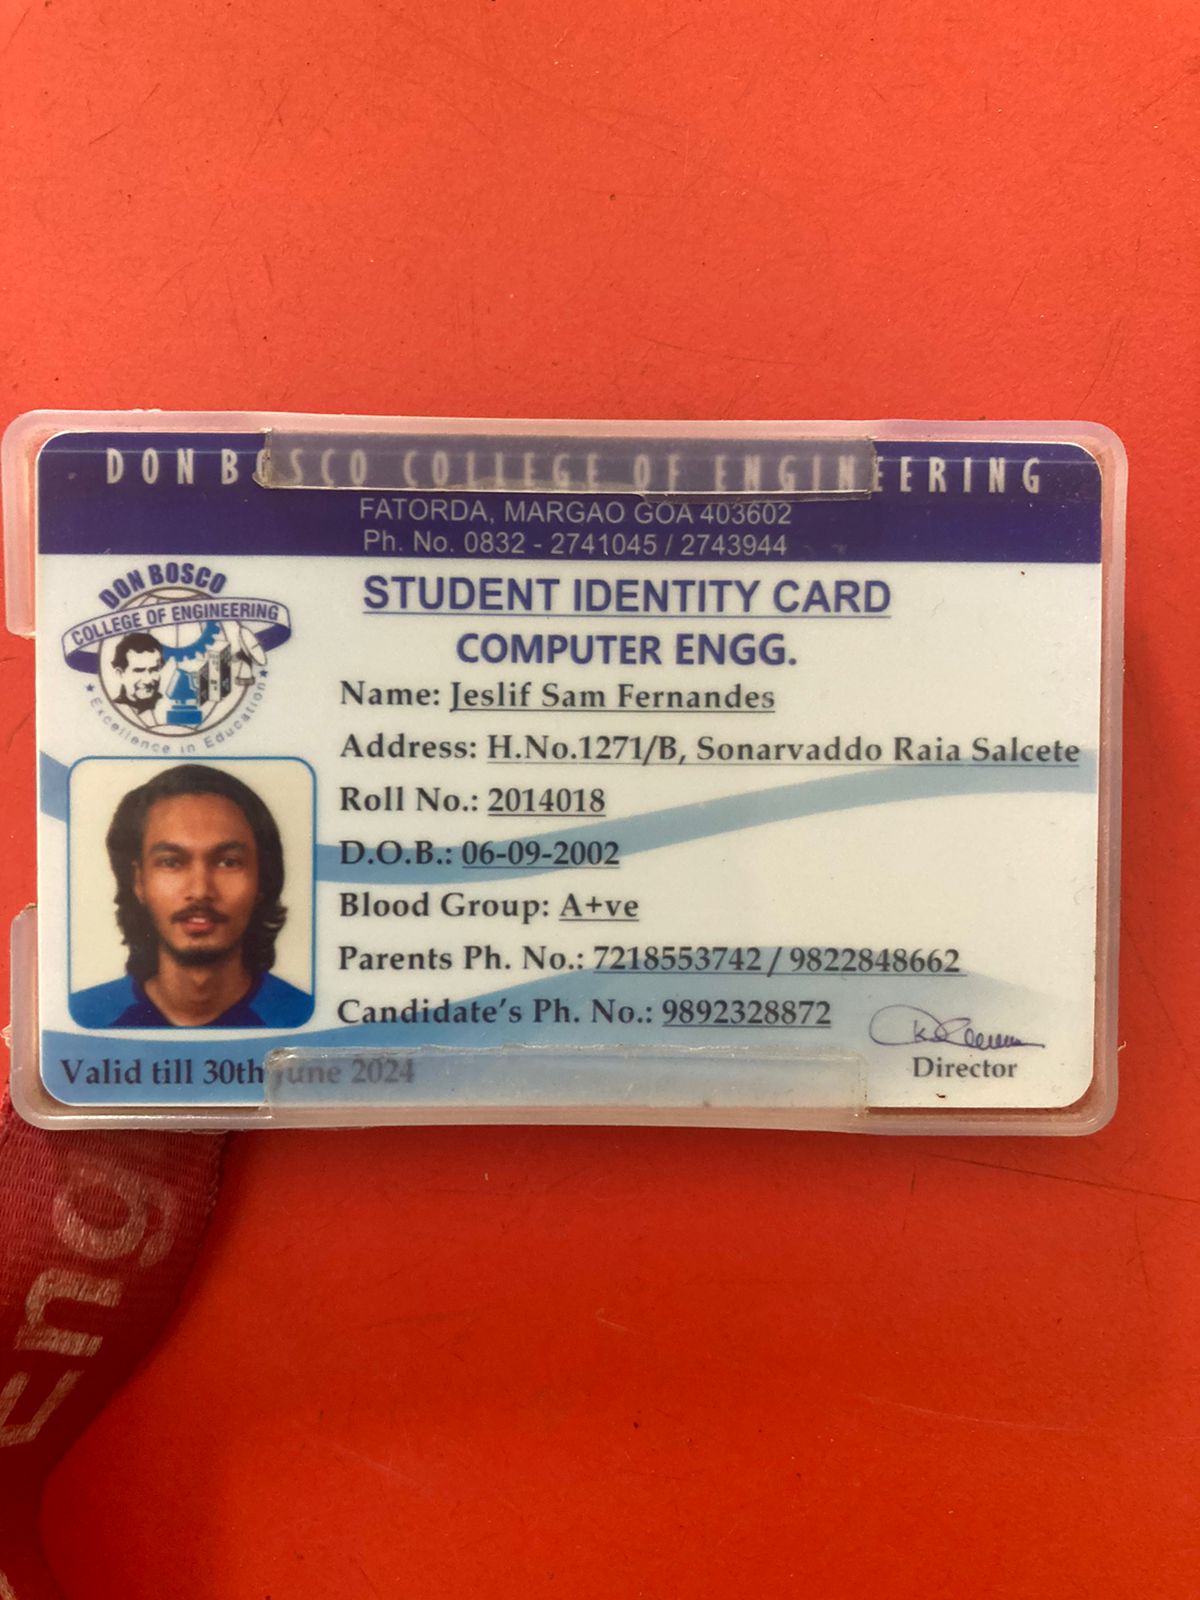 DON BOSCO COLLEGE OF ENGINEERING
FATORDA, MARGAO GOA 403602
Ph. No. 0832 - 2741045 / 2743944
DON BOSCO
COLLEGE OF ENGINEERING
Excellence in Education
STUDENT IDENTITY CARD
COMPUTER ENGG.
Name: Jeslif Sam Fernandes
Address: H.No.1271/B, Sonarvaddo Raia Salcete
Roll No.: 2014018
D.O.B.: 06-09-2002
Blood Group: A+ve
Parents Ph. No.: 7218553742 / 9822848662
Candidate's Ph. No.: 9892328872
Valid till 30th June 2024
Director
Eng